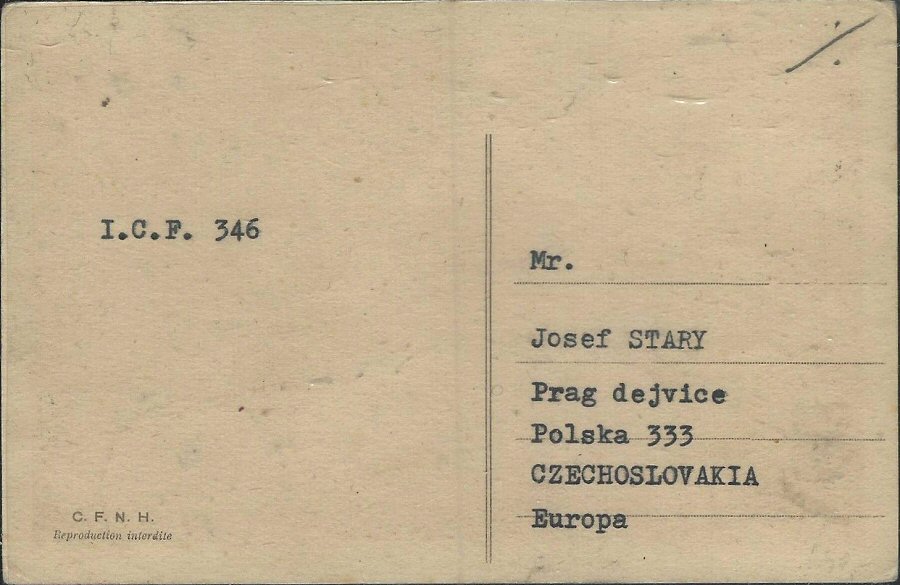 I.C.F. 346
C. F. N. H.
Reproduction interdite
Mr.
Josef STARY
Prag dejvice
Polska 333
CZECHOSLOVAKIA
Europa